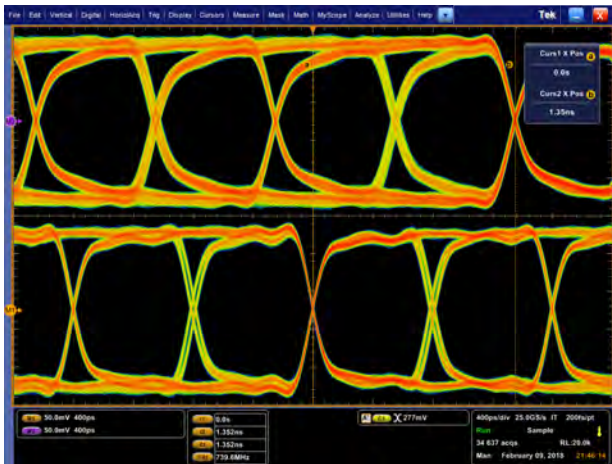 File Edit Vertical Digital Horiz/Acq Trig Display Cursors Measure Mask Math MyScope Analyze Utilities Help Tek
Curs1 X Pos a
0.0s
Curs2 X Pos b
1.35ns
b
50.0mV 400ps
50.0mV 400ps
0.0s
1.352ns
1.352ns
739.6MHz
277mV
400ps/div 25.0GS/s IT 200fs/pt
Run Sample
34 637 acqs RL:20.0k
Man February 09, 2018 21:46:14